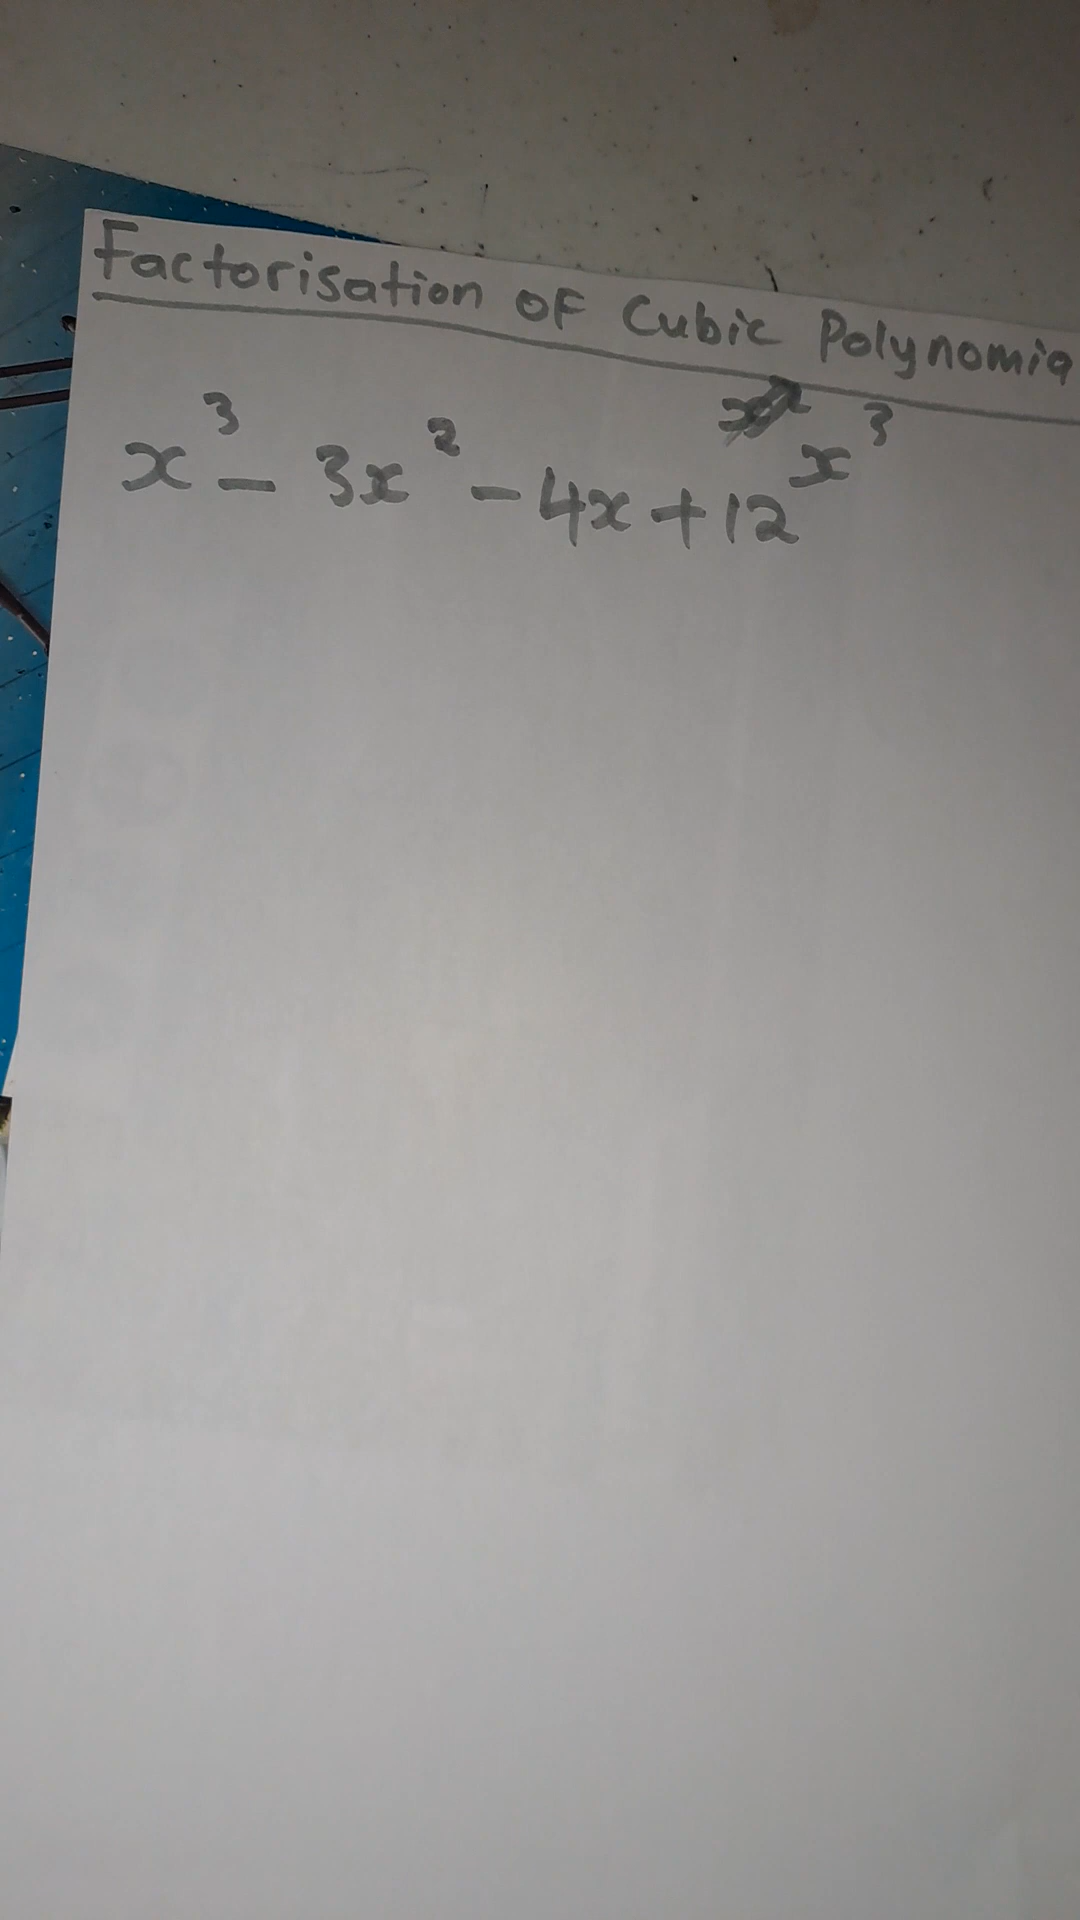 Factorisation of Cubic Polynomia
x³ - 3x² - 4x + 12 x³